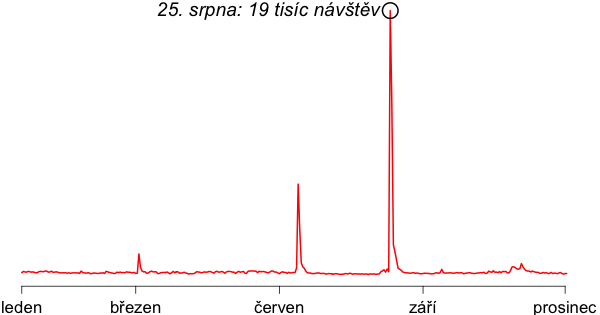 25. srpna: 19 tisíc návštěv
leden březen červen září prosinec